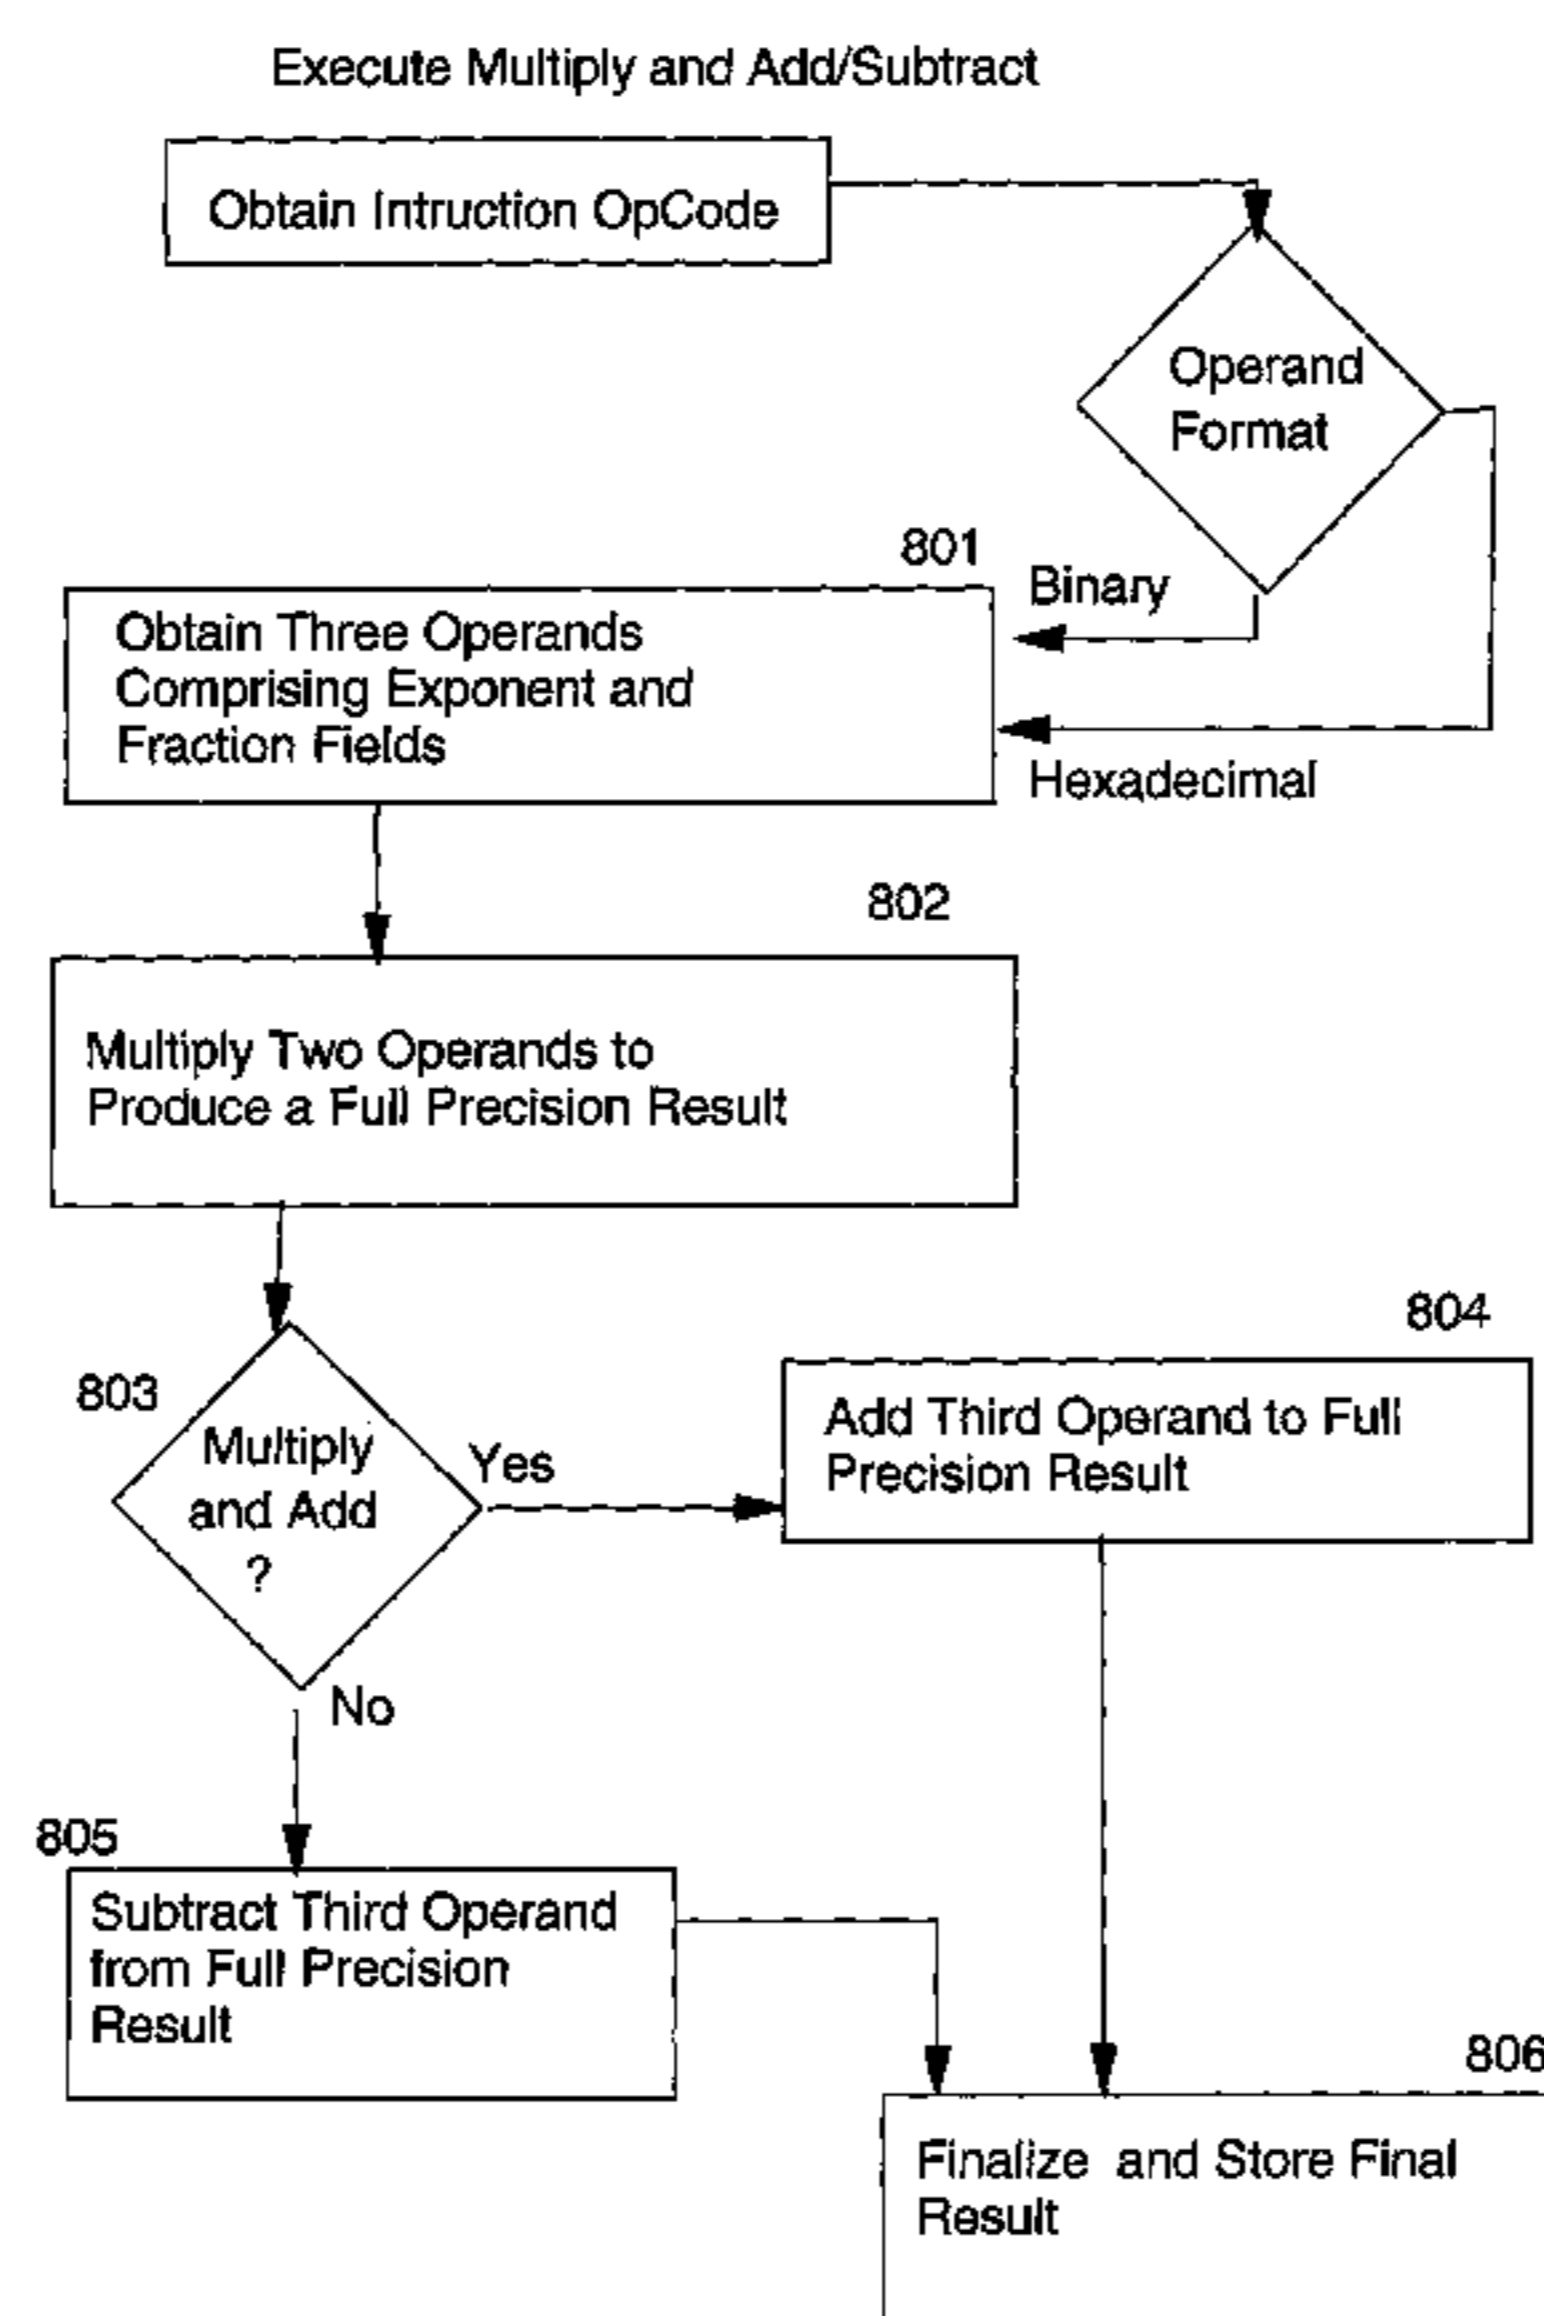 Execute Multiply and Add/Subtract
Obtain Intruction OpCode
Operand
Format
801
Binary
Obtain Three Operands
Comprising Exponent and
Fraction Fields
Hexadecimal
802
Multiply Two Operands to
Produce a Full Precision Result
804
803
Multiply
and Add
?
Yes
Add Third Operand to Full
Precision Result
No
805
Subtract Third Operand
from Full Precision
Result
806
Finalize and Store Final
Result